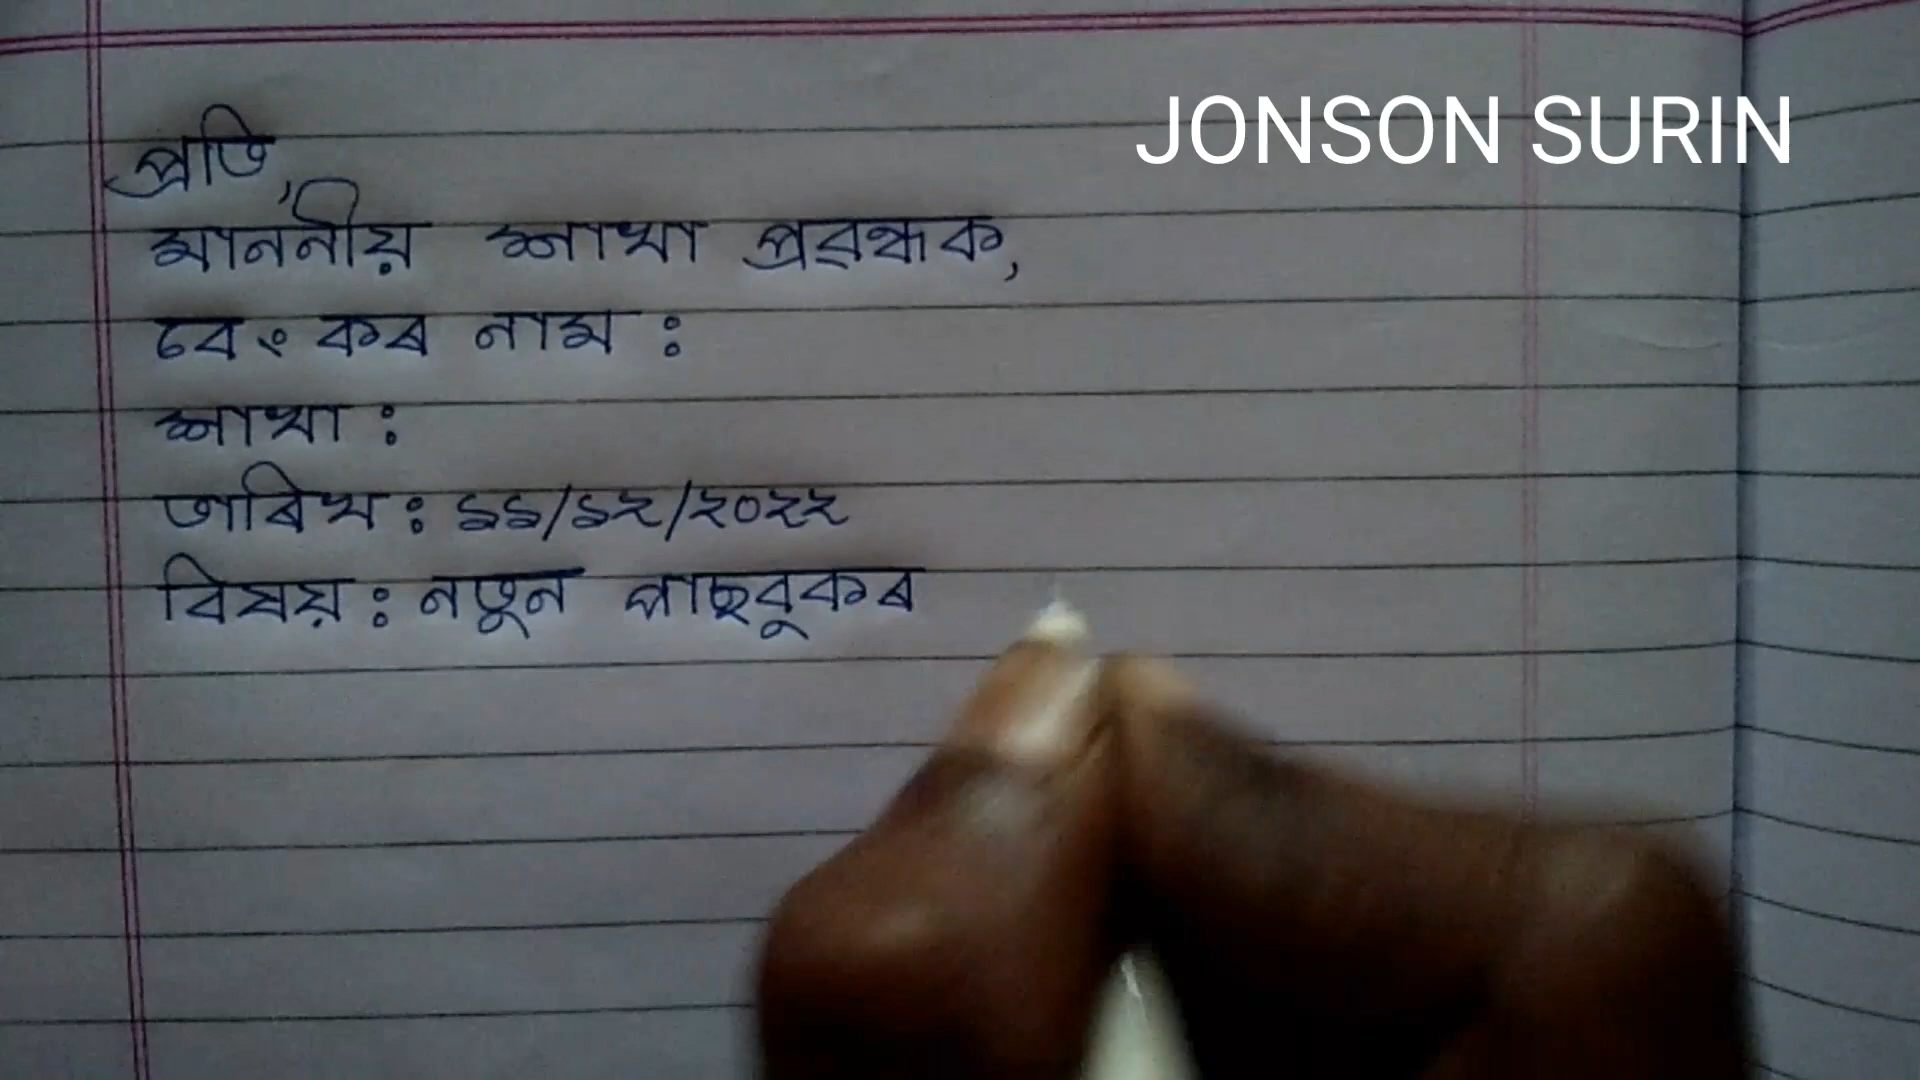 JONSON SURIN
প্ৰতি,
মাননীয় শাখা প্ৰবন্ধক,
বেংকৰ নাম :
শাখা :
তাৰিখ : ১১/১২/২০২২
বিষয় : নতুন পাছবুকৰ